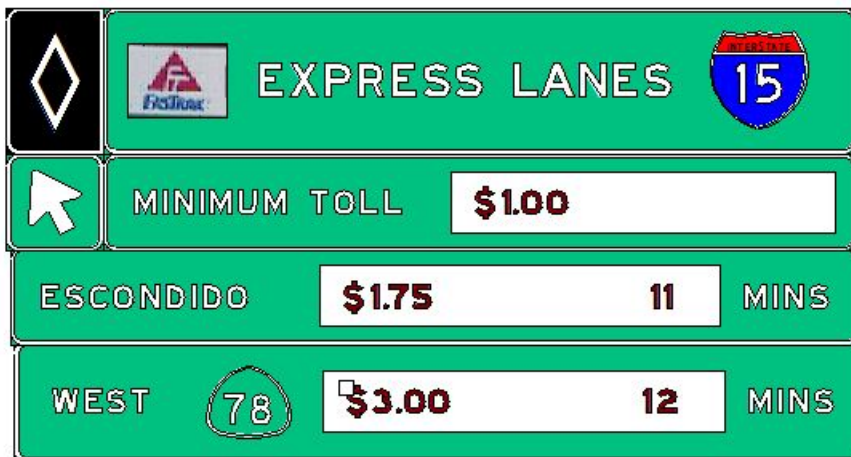 FasTrak EXPRESS LANES INTERSTATE 15
MINIMUM TOLL $1.00
ESCONDIDO $1.75 11 MINS
WEST 78 $3.00 12 MINS